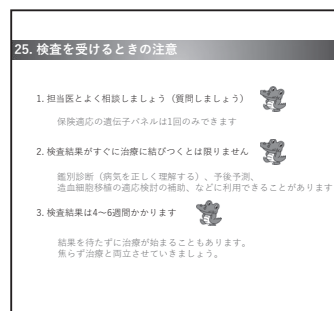 25. 検査を受けるときの注意
1. 担当医とよく相談しましょう（質問しましょう）
保険適応の遺伝子パネルは1回のみできます
2. 検査結果がすぐに治療に結びつくとは限りません
鑑別診断（病気を正しく理解する）、予後予測、
造血細胞移植の適応検討の補助、などに利用できることがあります
3. 検査結果は4〜6週間かかります
結果を待たずに治療が始まることもあります。
焦らず治療と両立させていきましょう。